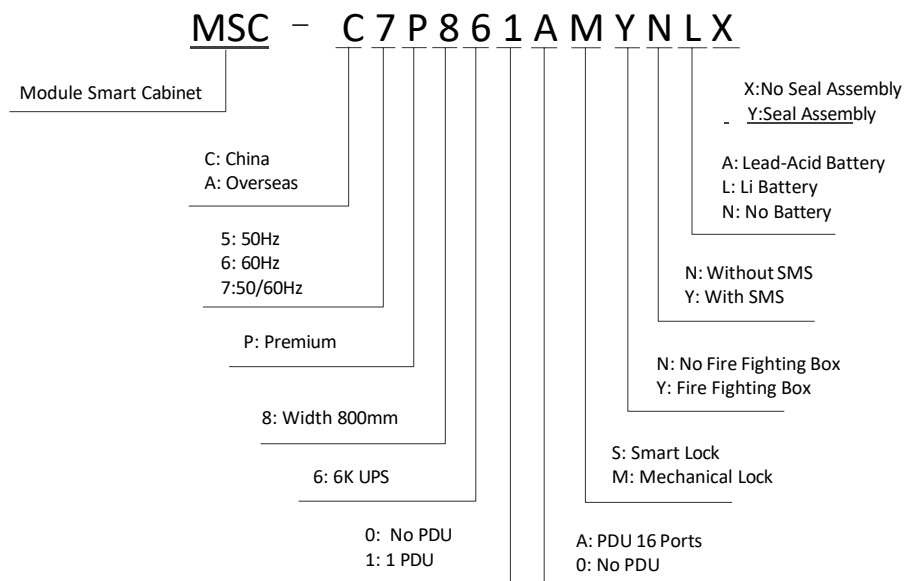 MSC - C 7 P 8 6 1 A M Y N L X
Module Smart Cabinet
X:No Seal Assembly
Y:Seal Assembly
C: China
A: Overseas
A: Lead-Acid Battery
L: Li Battery
N: No Battery
5: 50Hz
6: 60Hz
7:50/60Hz
N: Without SMS
Y: With SMS
P: Premium
N: No Fire Fighting Box
Y: Fire Fighting Box
8: Width 800mm
S: Smart Lock
M: Mechanical Lock
6: 6K UPS
0: No PDU
1: 1 PDU
A: PDU 16 Ports
0: No PDU